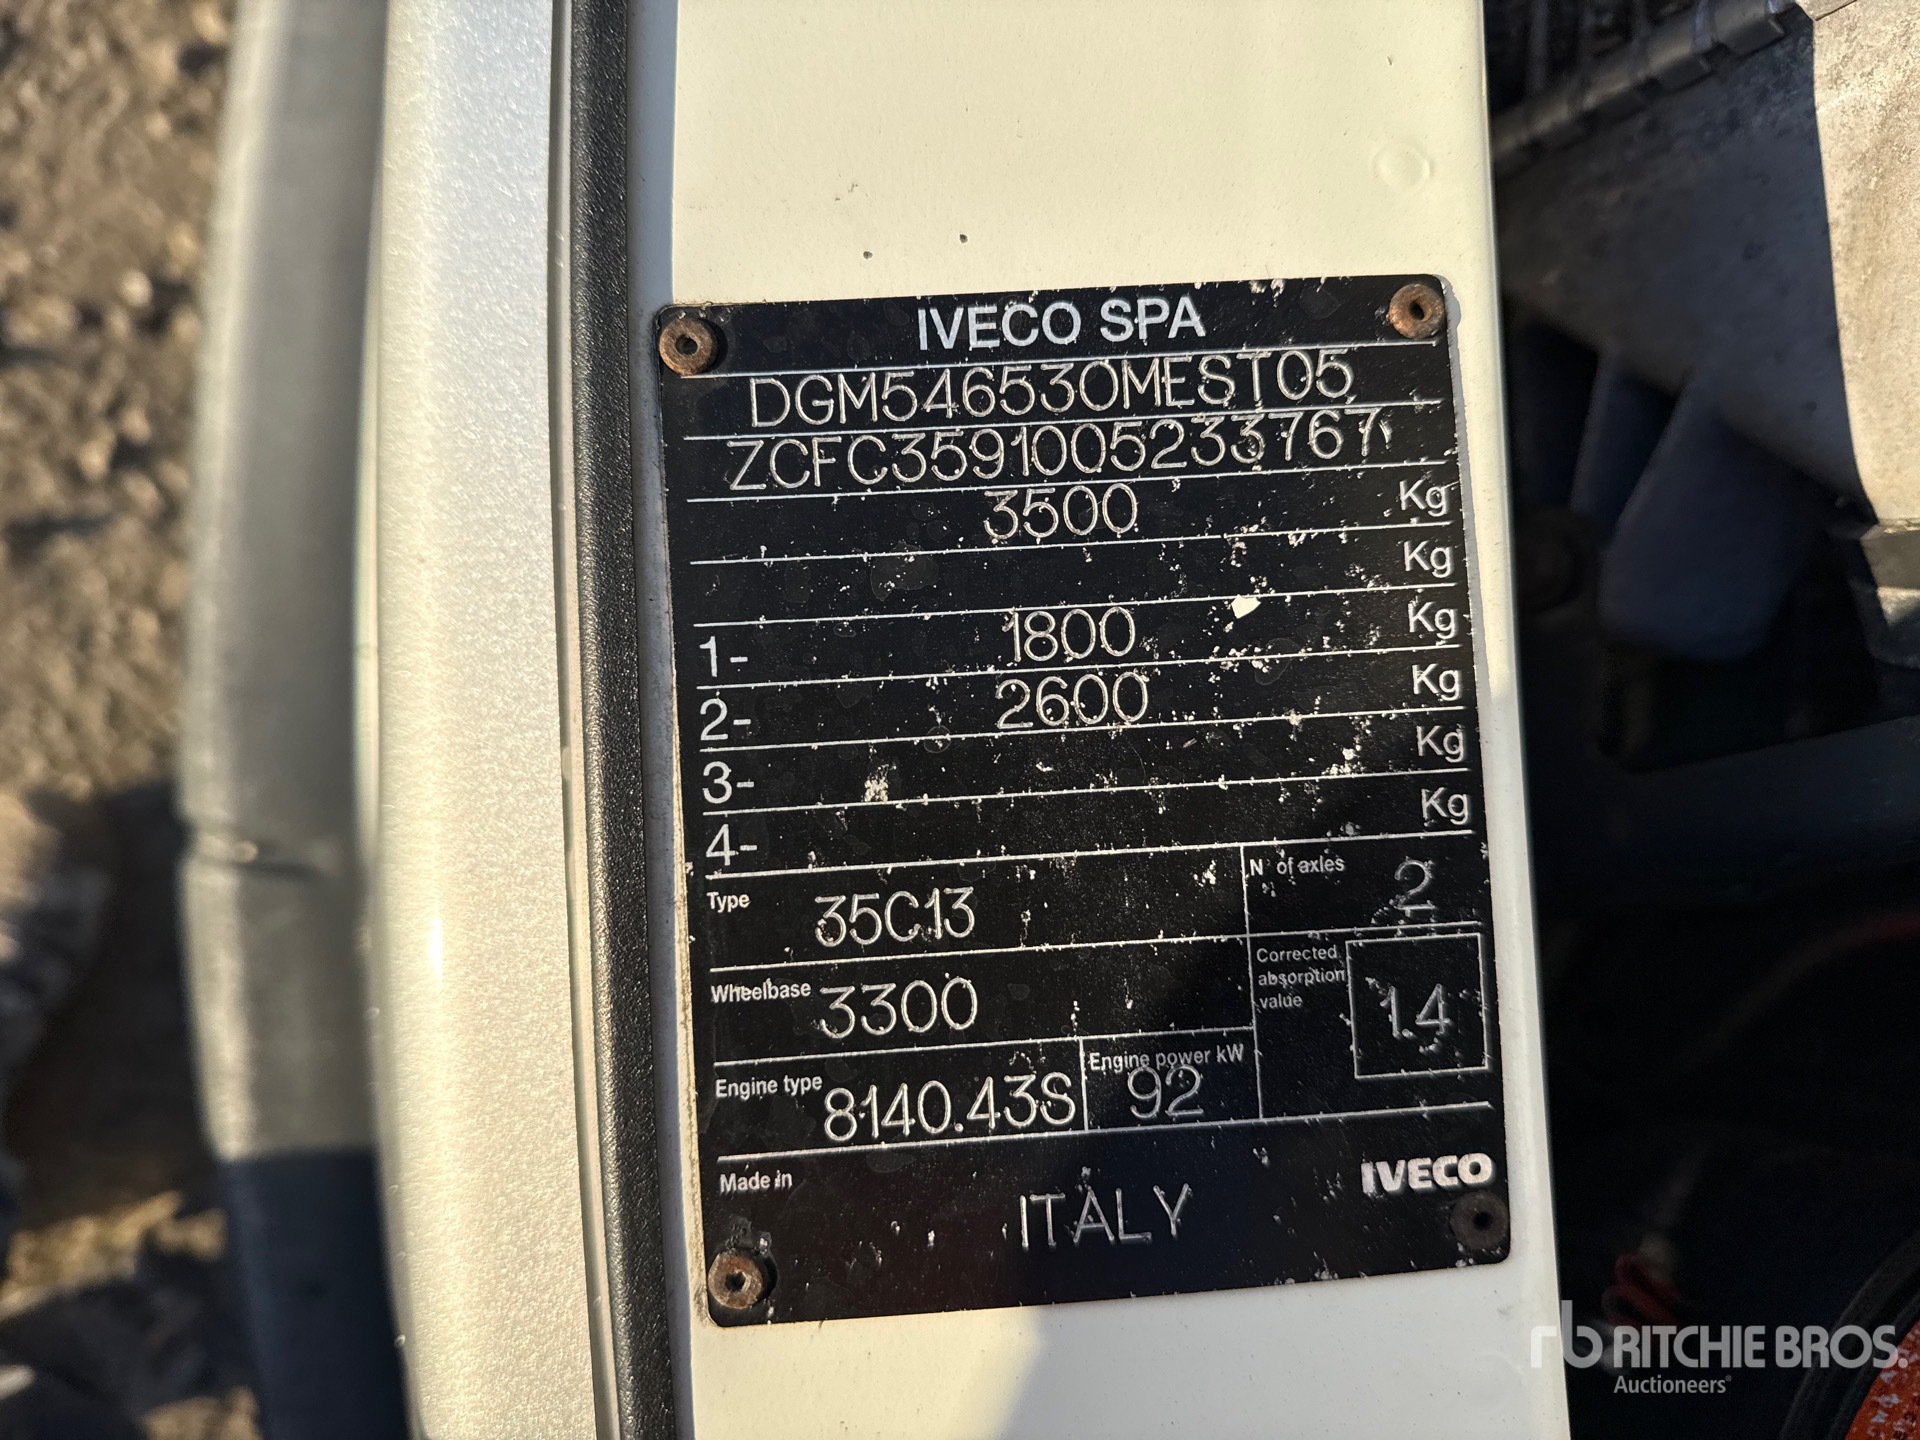 IVECO SPA
DGM546530MEST05
ZCFC3591005233767
3500 Kg
Kg
1- 1800 Kg
2- 2600 Kg
3- Kg
4- Kg
Type 35C13
N° of axles 2
Wheelbase 3300
Corrected
absorption
value
1.4
Engine type 8140.43S
Engine power kW
92
Made in
IVECO
ITALY
rb RITCHIE BROS.
Auctioneers®